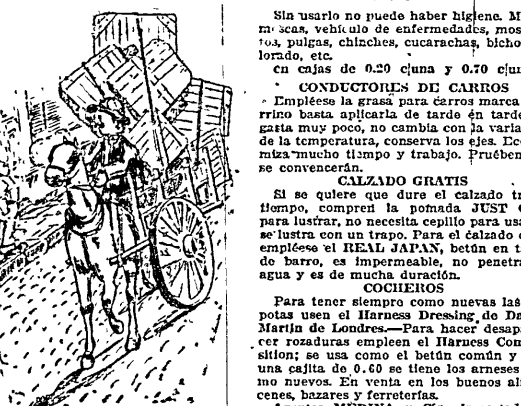 Sin usarlo no puede haber higiene. M
moscas, vehículo de enfermedades, mos
tos, pulgas, chinches, cucarachas, bicho
lorado, etc.
en cajas de 0.20 c|una y 0.70 c|un
CONDUCTORES DE CARROS
Empléese la grasa para carros marca
rrino basta aplicarla de tarde en tarde
gasta muy poco, no cambia con la varia
de la temperatura, conserva los ejes. Eco
miza mucho tiempo y trabajo. Prueben
se convencerán.
CALZADO GRATIS
Si se quiere que dure el calzado
tiempo, compren la pomada JUST
para lustrar, no necesita cepillo para usa
se lustra con un trapo. Para el calzado
empléese el REAL JAPAN, betún en
de barro, es impermeable, no penetra
agua y es de mucha duración.
COCHEROS
Para tener siempre como nuevas las
potas usen el Harness Dressing de Da
Martin de Londres.—Para hacer desap
cer rozaduras empleen el Harness Com
sition; se usa como el betún común y
una cajita de 0.60 se tiene los arneses
mo nuevos. En venta en los buenos al
cenes, bazares y ferreterías.